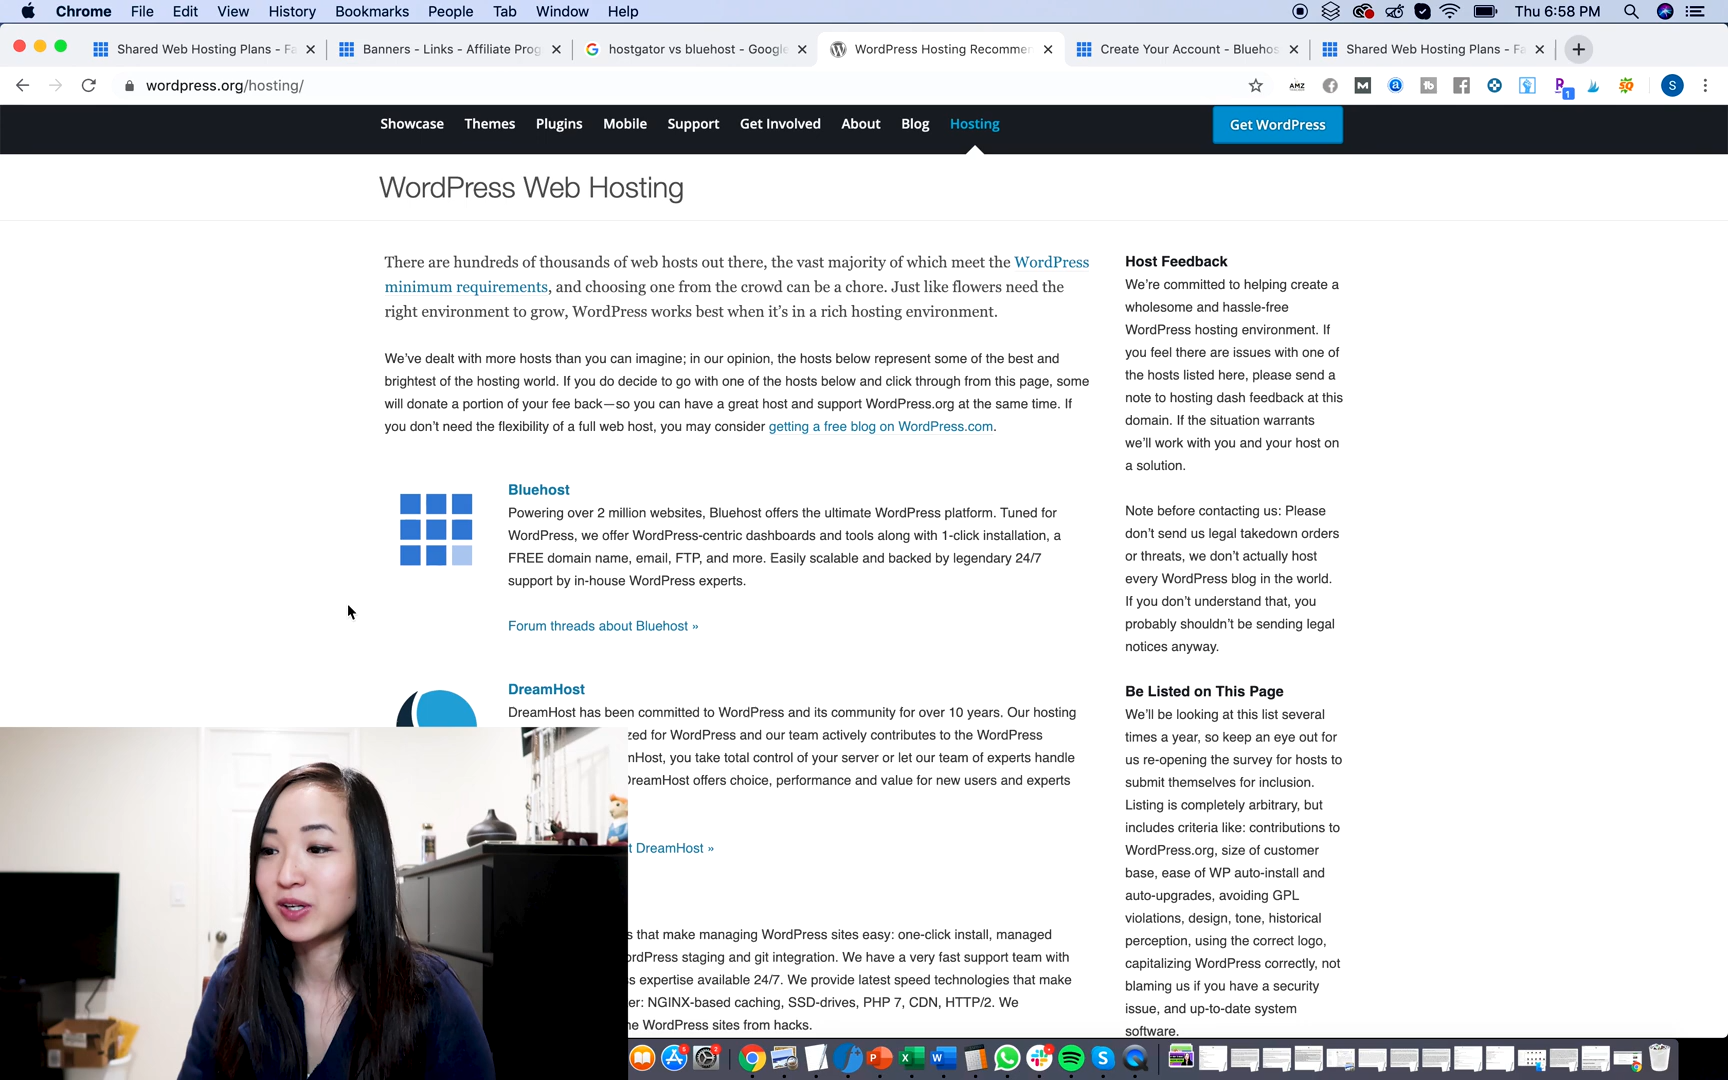 Chrome File Edit View History Bookmarks People Tab Window Help
Thu 6:58 PM
Shared Web Hosting Plans - Fa
Banners - Links - Affiliate Prog
hostgator vs bluehost - Google
WordPress Hosting Recommen
Create Your Account - Bluehos
Shared Web Hosting Plans - Fa
wordpress.org/hosting/
AMZ
1
S
Showcase Themes Plugins Mobile Support Get Involved About Blog Hosting
Get WordPress
WordPress Web Hosting
There are hundreds of thousands of web hosts out there, the vast majority of which meet the WordPress
minimum requirements, and choosing one from the crowd can be a chore. Just like flowers need the
right environment to grow, WordPress works best when it's in a rich hosting environment.
We've dealt with more hosts than you can imagine; in our opinion, the hosts below represent some of the best and
brightest of the hosting world. If you do decide to go with one of the hosts below and click through from this page, some
will donate a portion of your fee back—so you can have a great host and support WordPress.org at the same time. If
you don't need the flexibility of a full web host, you may consider getting a free blog on WordPress.com.
Bluehost
Powering over 2 million websites, Bluehost offers the ultimate WordPress platform. Tuned for
WordPress, we offer WordPress-centric dashboards and tools along with 1-click installation, a
FREE domain name, email, FTP, and more. Easily scalable and backed by legendary 24/7
support by in-house WordPress experts.
Forum threads about Bluehost »
DreamHost
DreamHost has been committed to WordPress and its community for over 10 years. Our hosting
zed for WordPress and our team actively contributes to the WordPress
mHost, you take total control of your server or let our team of experts handle
DreamHost offers choice, performance and value for new users and experts
t DreamHost »
s that make managing WordPress sites easy: one-click install, managed
ordPress staging and git integration. We have a very fast support team with
s expertise available 24/7. We provide latest speed technologies that make
er: NGINX-based caching, SSD-drives, PHP 7, CDN, HTTP/2. We
he WordPress sites from hacks.
Host Feedback
We're committed to helping create a
wholesome and hassle-free
WordPress hosting environment. If
you feel there are issues with one of
the hosts listed here, please send a
note to hosting dash feedback at this
domain. If the situation warrants
we'll work with you and your host on
a solution.
Note before contacting us: Please
don't send us legal takedown orders
or threats, we don't actually host
every WordPress blog in the world.
If you don't understand that, you
probably shouldn't be sending legal
notices anyway.
Be Listed on This Page
We'll be looking at this list several
times a year, so keep an eye out for
us re-opening the survey for hosts to
submit themselves for inclusion.
Listing is completely arbitrary, but
includes criteria like: contributions to
WordPress.org, size of customer
base, ease of WP auto-install and
auto-upgrades, avoiding GPL
violations, design, tone, historical
perception, using the correct logo,
capitalizing WordPress correctly, not
blaming us if you have a security
issue, and up-to-date system
software.